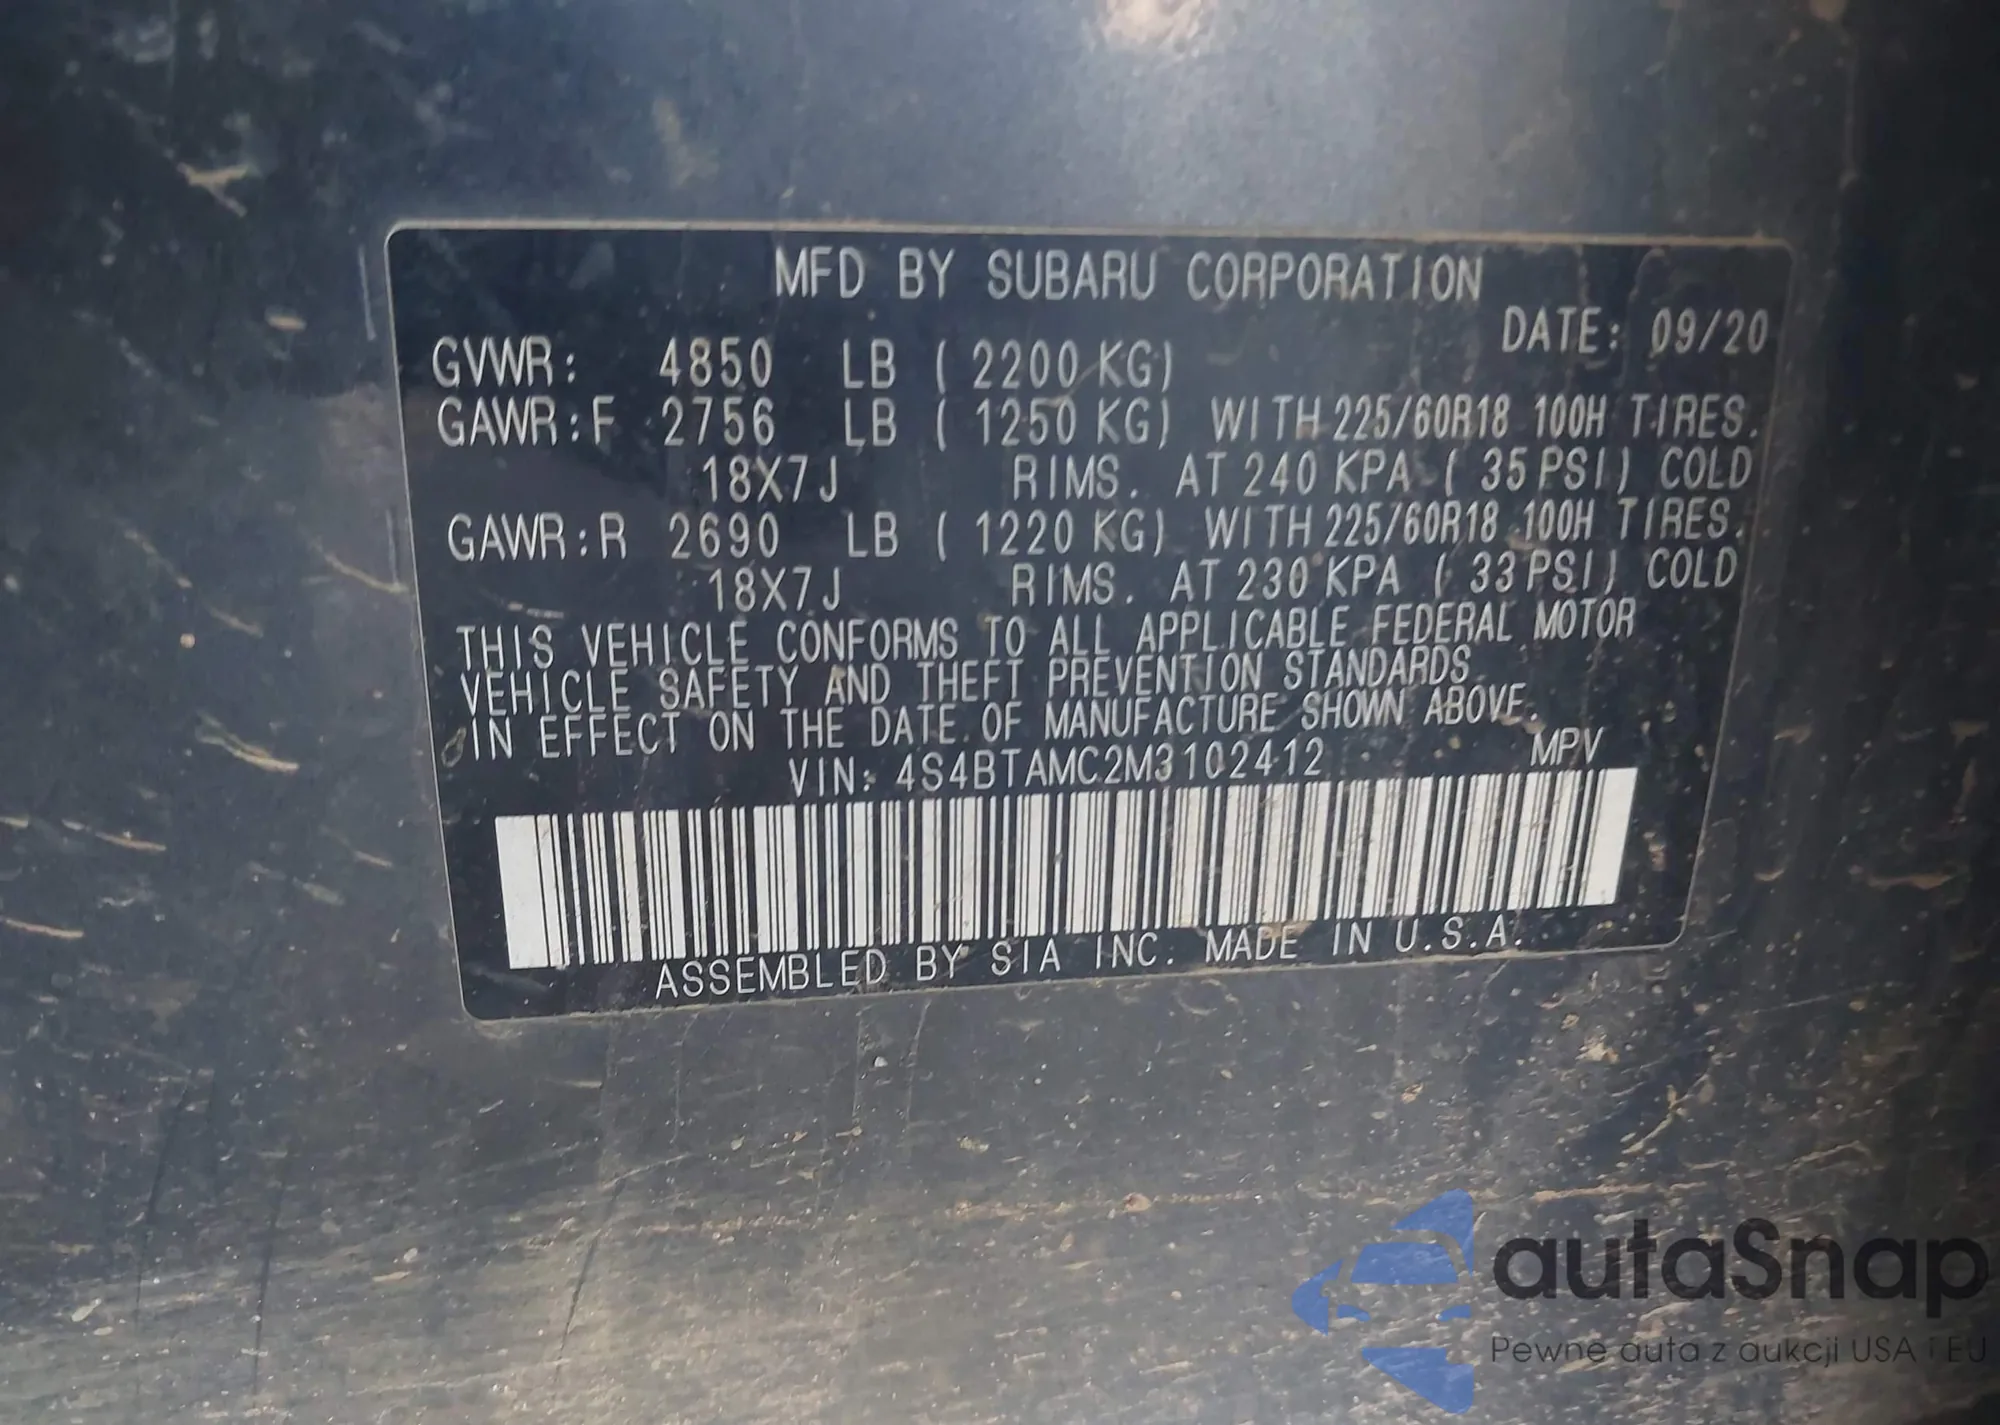 MFD BY SUBARU CORPORATION
DATE: 09/20
GVWR: 4850 LB ( 2200 KG)
GAWR:F 2756 LB ( 1250 KG) WITH 225/60R18 100H TIRES.
18X7J RIMS. AT 240 KPA ( 35 PSI) COLD
GAWR:R 2690 LB ( 1220 KG) WITH 225/60R18 100H TIRES.
18X7J RIMS. AT 230 KPA ( 33 PSI) COLD
THIS VEHICLE CONFORMS TO ALL APPLICABLE FEDERAL MOTOR
VEHICLE SAFETY AND THEFT PREVENTION STANDARDS
IN EFFECT ON THE DATE OF MANUFACTURE SHOWN ABOVE.
VIN: 4S4BTAMC2M3102412 MPV
ASSEMBLED BY SIA INC. MADE IN U.S.A.
autaSnap
Pewne auta z aukcji USA i EU